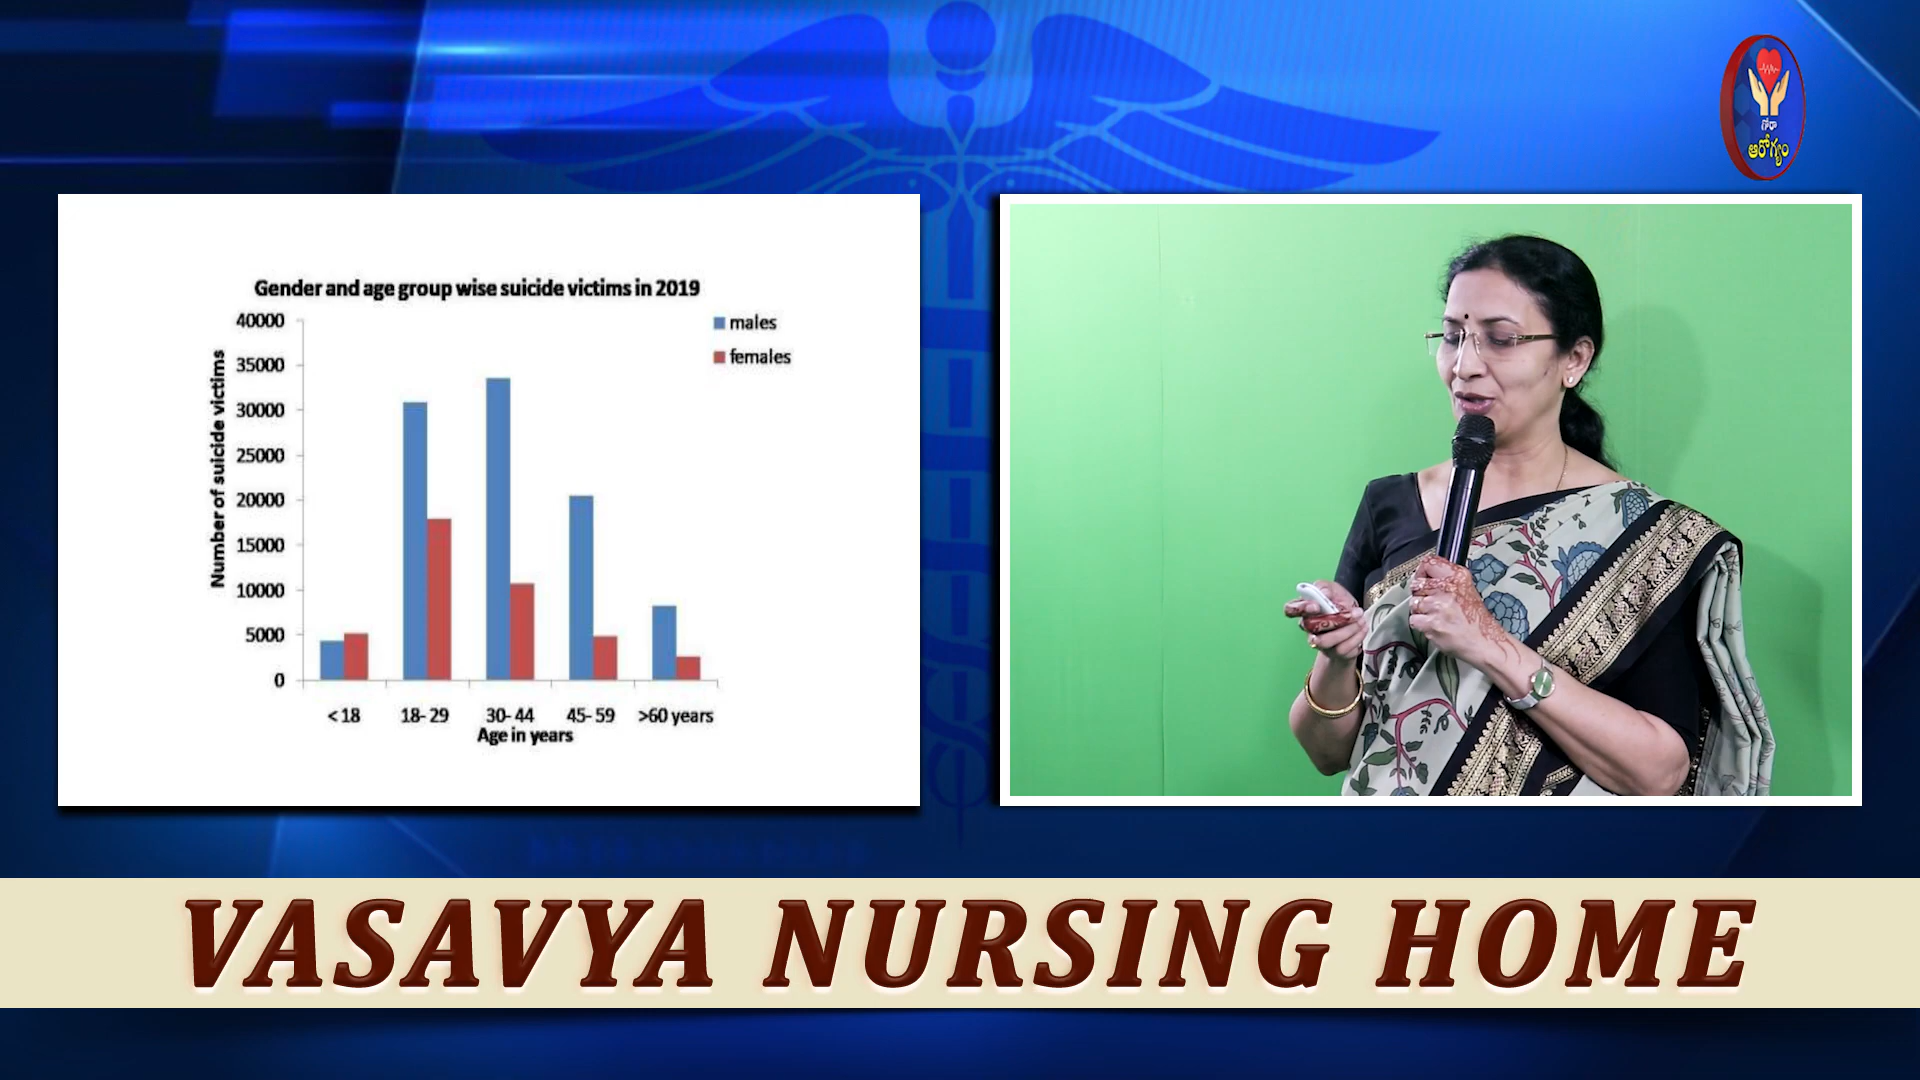 గోరా
ఆరోగ్యం
Gender and age group wise suicide victims in 2019
males
females
Number of suicide victims
40000
35000
30000
25000
20000
15000
10000
5000
0
<18 18-29 30-44 45-59 >60 years
Age in years
VASAVYA NURSING HOME